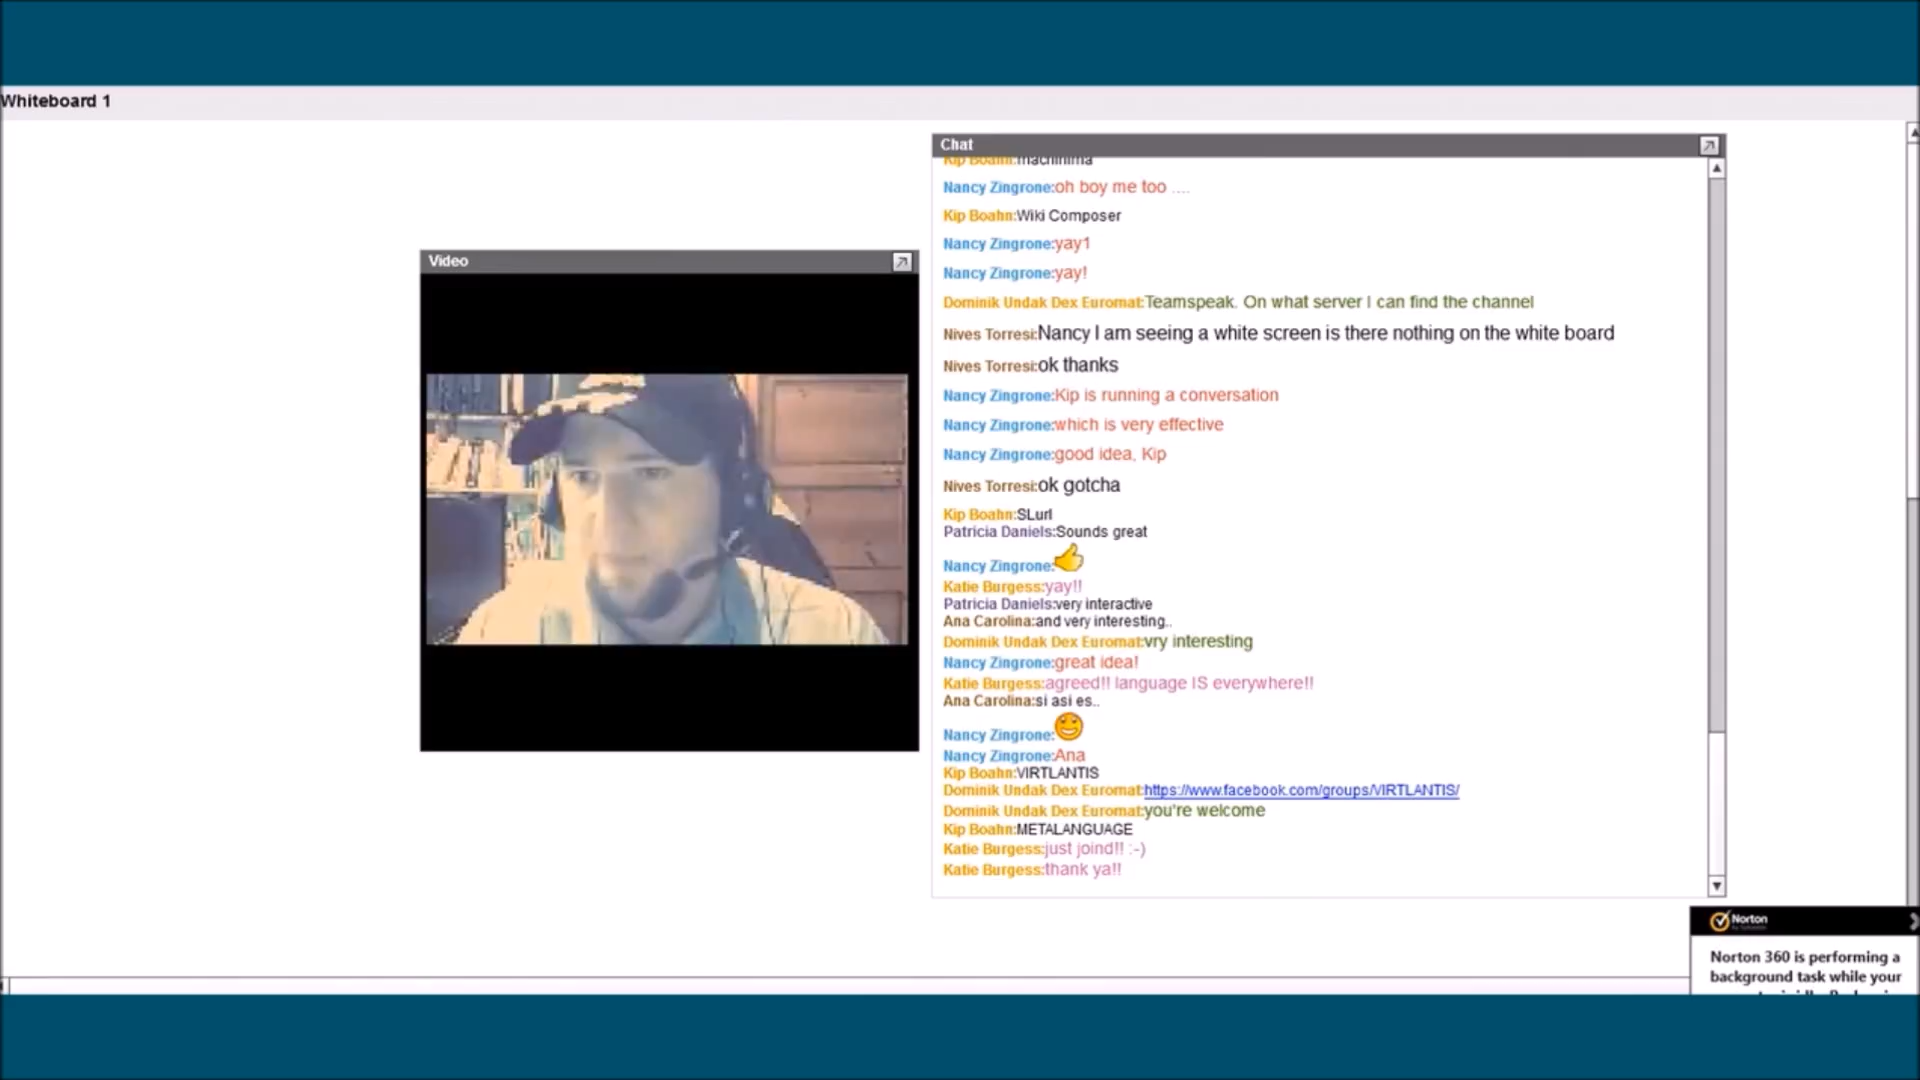 Whiteboard 1
Video
Chat
Kip Boahn:machinima
Nancy Zingrone:oh boy me too ....
Kip Boahn:Wiki Composer
Nancy Zingrone:yay1
Nancy Zingrone:yay!
Dominik Undak Dex Euromat:Teamspeak. On what server I can find the channel
Nives Torresi:Nancy I am seeing a white screen is there nothing on the white board
Nives Torresi:ok thanks
Nancy Zingrone:Kip is running a conversation
Nancy Zingrone:which is very effective
Nancy Zingrone:good idea, Kip
Nives Torresi:ok gotcha
Kip Boahn:SLurl
Patricia Daniels:Sounds great
Nancy Zingrone:
Katie Burgess:yay!!
Patricia Daniels:very interactive
Ana Carolina:and very interesting..
Dominik Undak Dex Euromat:vry interesting
Nancy Zingrone:great idea!
Katie Burgess:agreed!! language IS everywhere!!
Ana Carolina:si asi es..
Nancy Zingrone:
Nancy Zingrone:Ana
Kip Boahn:VIRTLANTIS
Dominik Undak Dex Euromat:https://www.facebook.com/groups/VIRTLANTIS/
Dominik Undak Dex Euromat:you're welcome
Kip Boahn:METALANGUAGE
Katie Burgess:just joind!! :-)
Katie Burgess:thank ya!!
Norton
Norton 360 is performing a
background task while your